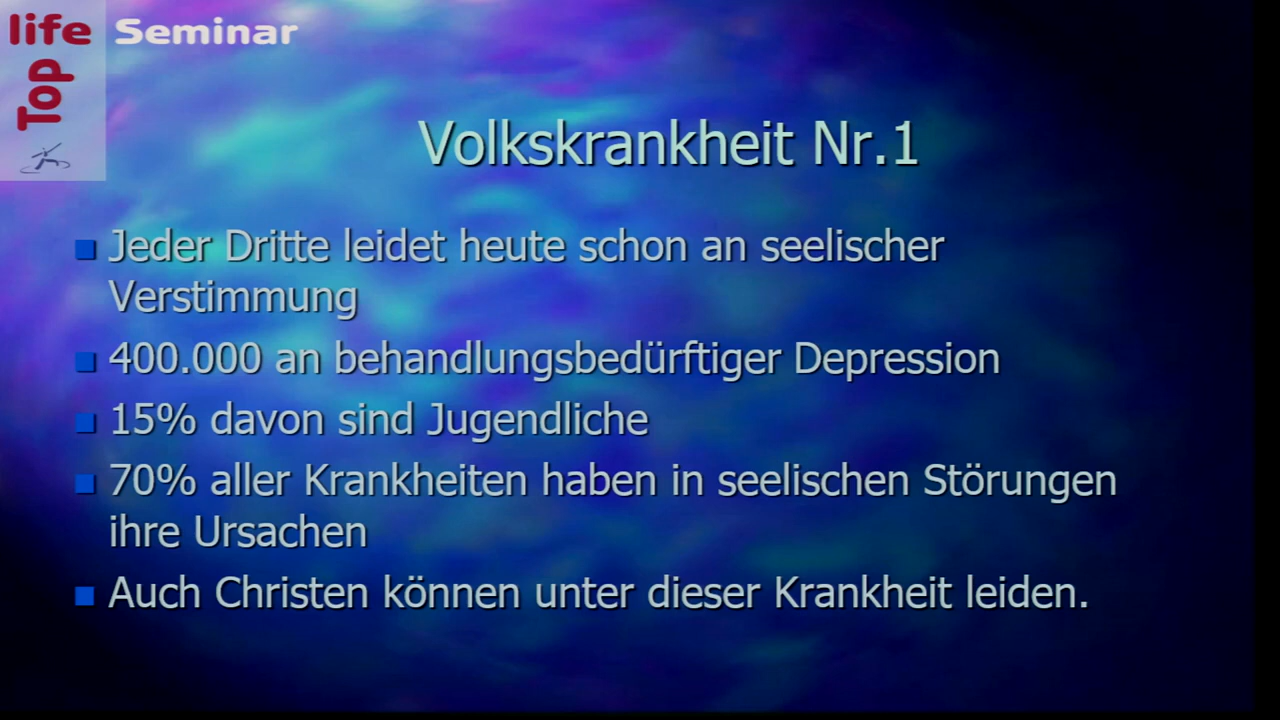 life Seminar
Top
Volkskrankheit Nr.1
Jeder Dritte leidet heute schon an seelischer
Verstimmung
400.000 an behandlungsbedürftiger Depression
15% davon sind Jugendliche
70% aller Krankheiten haben in seelischen Störungen
ihre Ursachen
Auch Christen können unter dieser Krankheit leiden.